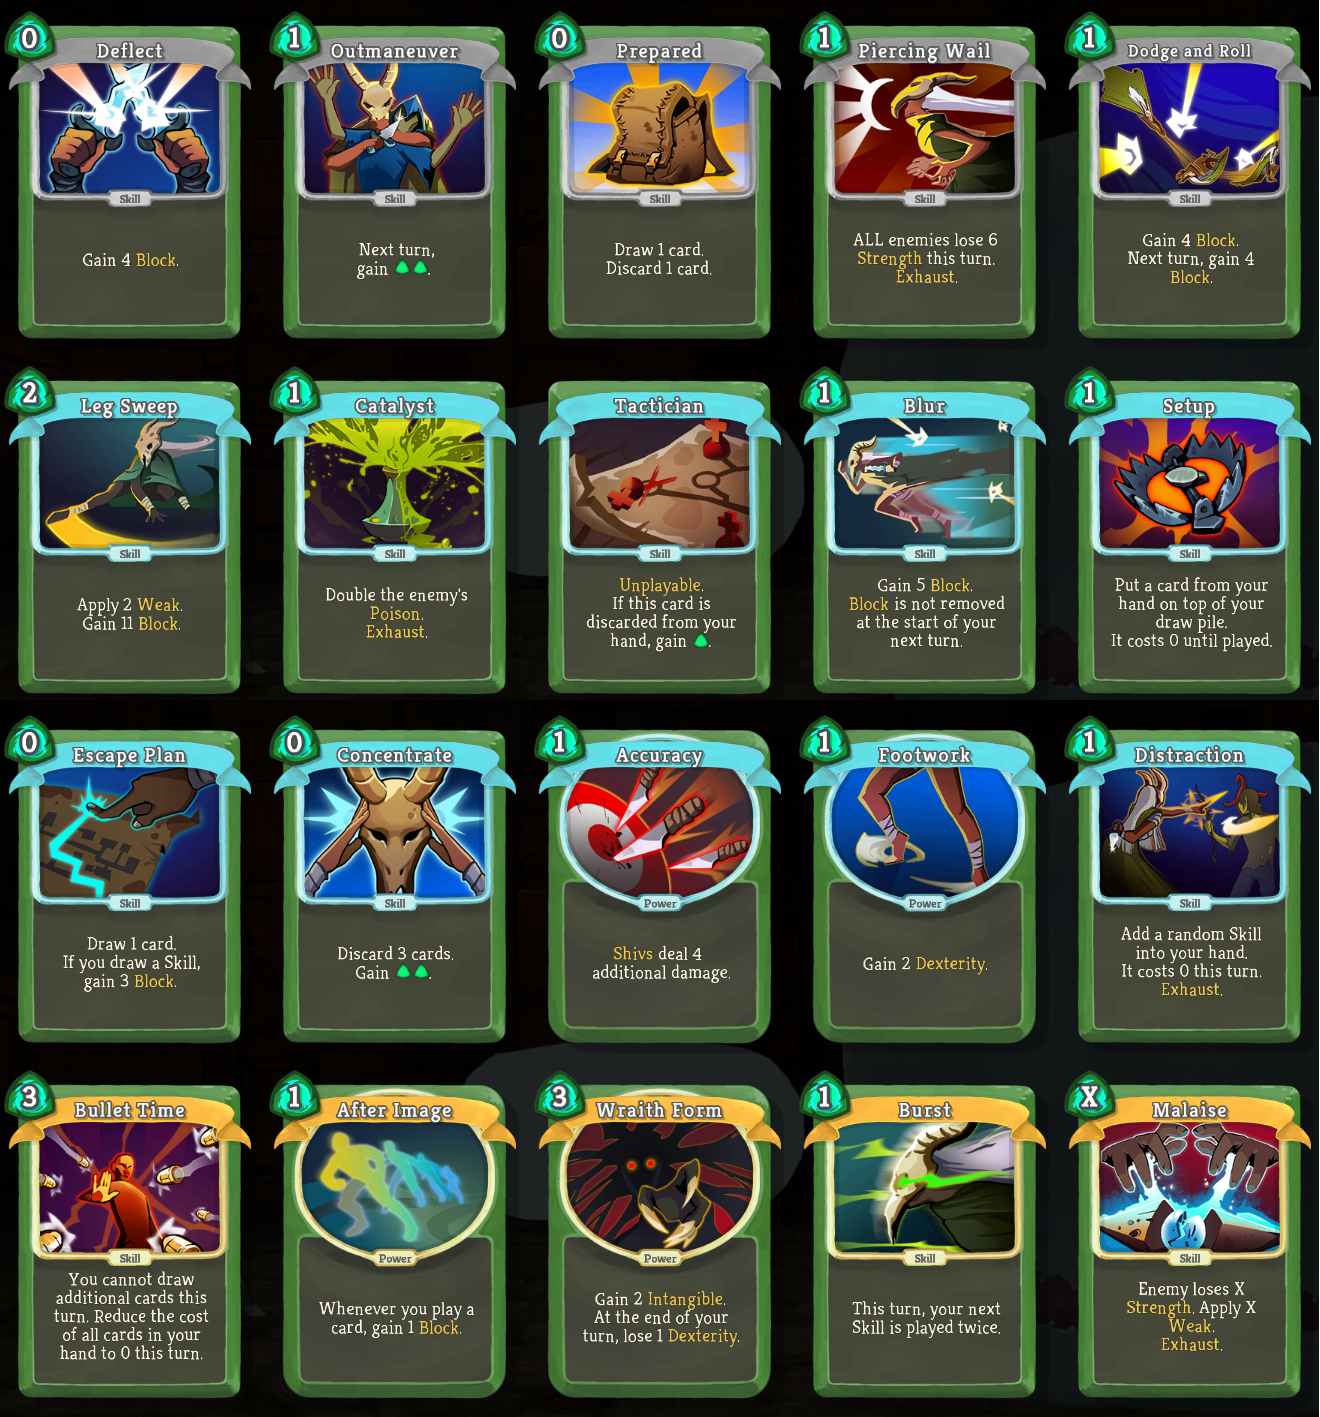 0
Deflect
Skill
Gain 4 Block.
1
Outmaneuver
Skill
Next turn,
gain .
0
Prepared
Skill
Draw 1 card.
Discard 1 card.
1
Piercing Wail
Skill
ALL enemies lose 6
Strength this turn.
Exhaust.
1
Dodge and Roll
Skill
Gain 4 Block.
Next turn, gain 4
Block.
2
Leg Sweep
Skill
Apply 2 Weak.
Gain 11 Block.
1
Catalyst
Skill
Double the enemy's
Poison.
Exhaust.
Tactician
Skill
Unplayable.
If this card is
discarded from your
hand, gain .
1
Blur
Skill
Gain 5 Block.
Block is not removed
at the start of your
next turn.
1
Setup
Skill
Put a card from your
hand on top of your
draw pile.
It costs 0 until played.
0
Escape Plan
Skill
Draw 1 card.
If you draw a Skill,
gain 3 Block.
0
Concentrate
Skill
Discard 3 cards.
Gain .
1
Accuracy
Power
Shivs deal 4
additional damage.
1
Footwork
Power
Gain 2 Dexterity.
1
Distraction
Skill
Add a random Skill
into your hand.
It costs 0 this turn.
Exhaust.
3
Bullet Time
Skill
You cannot draw
additional cards this
turn. Reduce the cost
of all cards in your
hand to 0 this turn.
1
After Image
Power
Whenever you play a
card, gain 1 Block.
3
Wraith Form
Power
Gain 2 Intangible.
At the end of your
turn, lose 1 Dexterity.
1
Burst
Skill
This turn, your next
Skill is played twice.
X
Malaise
Skill
Enemy loses X
Strength. Apply X
Weak.
Exhaust.